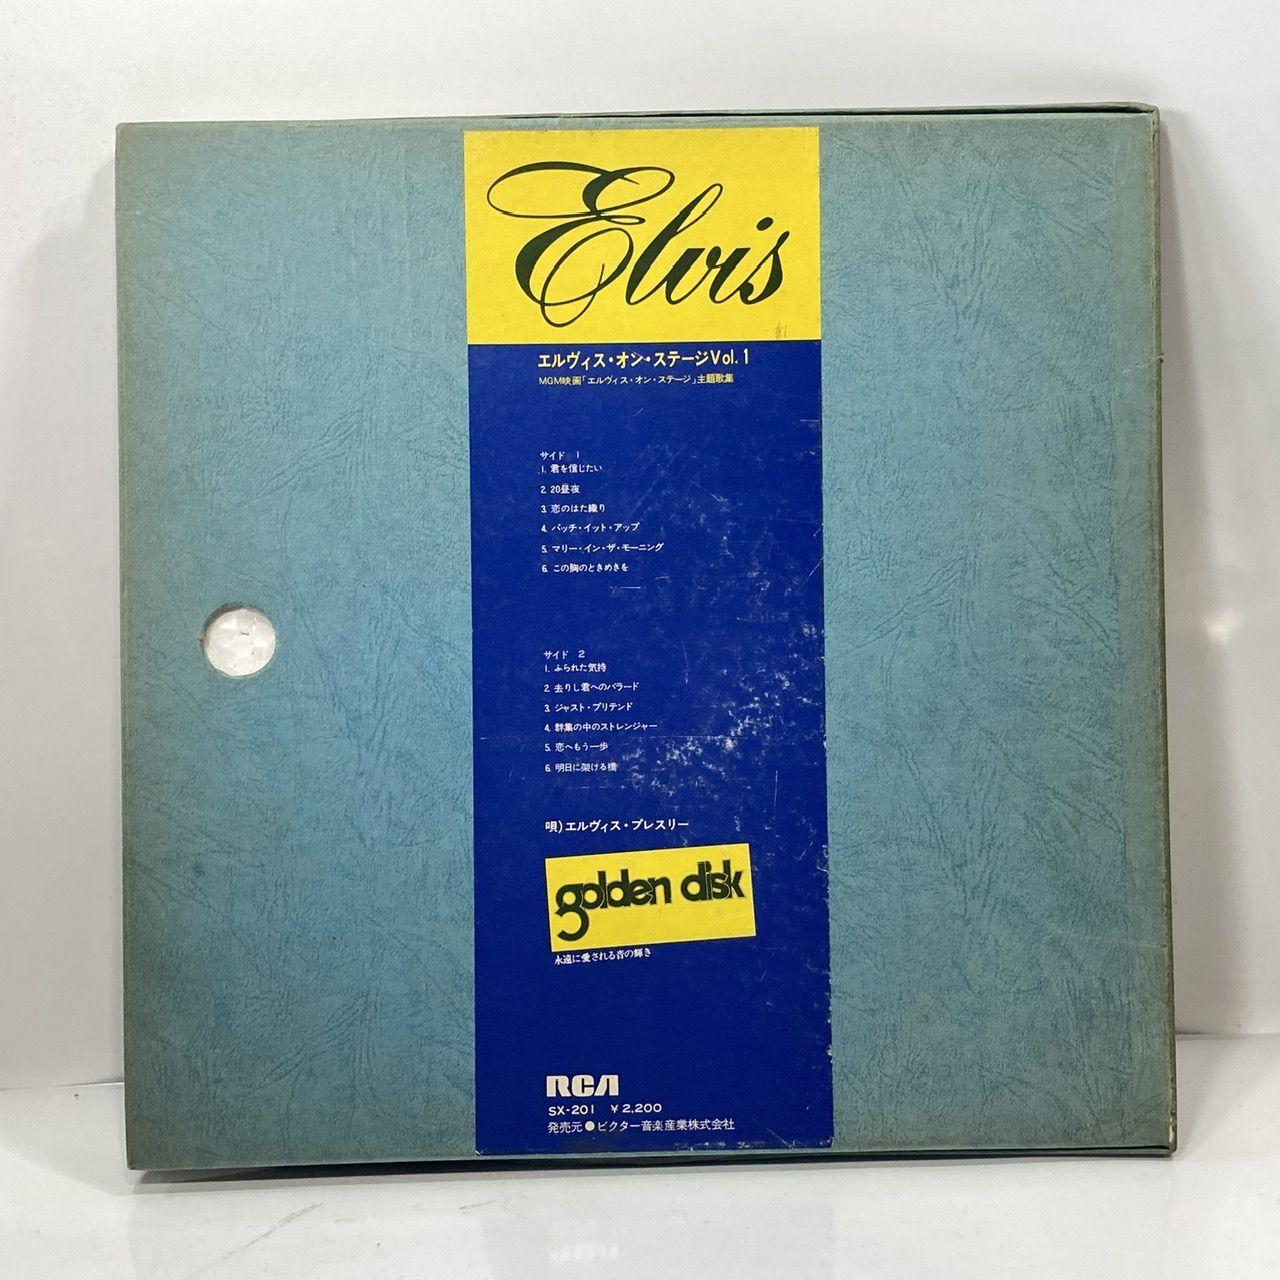 Elvis
エルヴィス・オン・ステージVol.1
MGM映画「エルヴィス・オン・ステージ」主題歌集
サイド 1
1. 君を信じたい
2. 20昼夜
3. 恋のはた織り
4. パッチ・イット・アップ
5. マリー・イン・ザ・モーニング
6. この胸のときめきを
サイド 2
1. ふられた気持
2. 去りし君へのバラード
3. ジャスト・プリテンド
4. 群集の中のストレンジャー
5. 恋へもう一歩
6. 明日に架ける橋
唄)エルヴィス・プレスリー
golden disk
永遠に愛される音の輝き
RCA
SX-201 ¥2,200
発売元●ビクター音楽産業株式会社